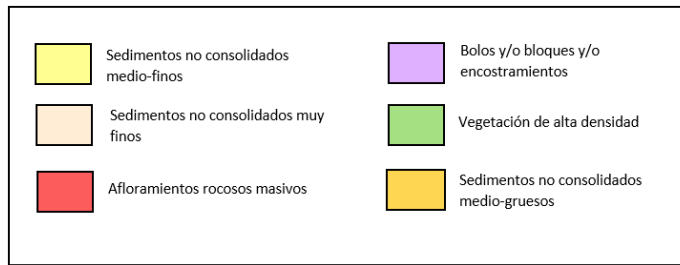 Sedimentos no consolidados
medio-finos
Sedimentos no consolidados muy
finos
Afloramientos rocosos masivos
Bolos y/o bloques y/o
encostramientos
Vegetación de alta densidad
Sedimentos no consolidados
medio-gruesos